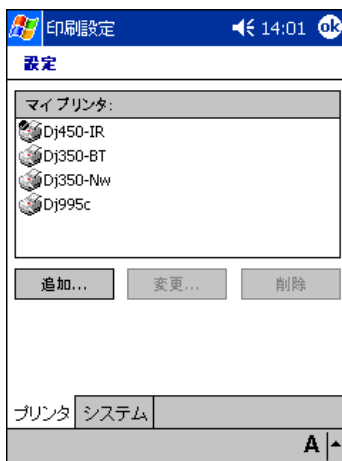 印刷設定 14:01 ok
設定
マイ プリンタ:
Dj450-IR
Dj350-BT
Dj350-Nw
Dj995c
追加... 変更... 削除
プリンタ システム
A